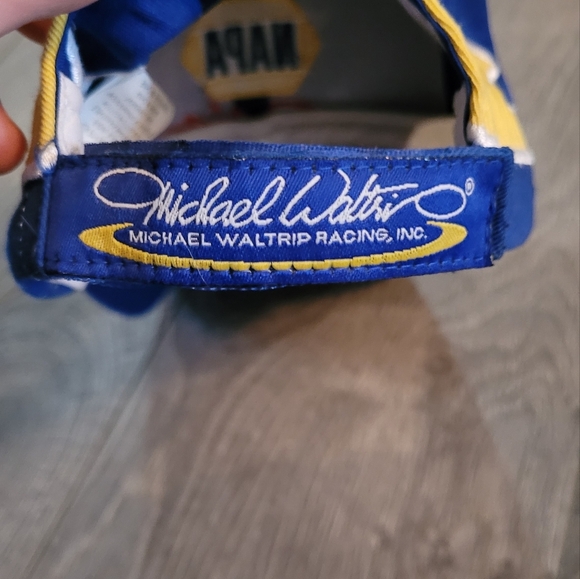 NAPA
Michael Waltrip ®
MICHAEL WALTRIP RACING, INC.